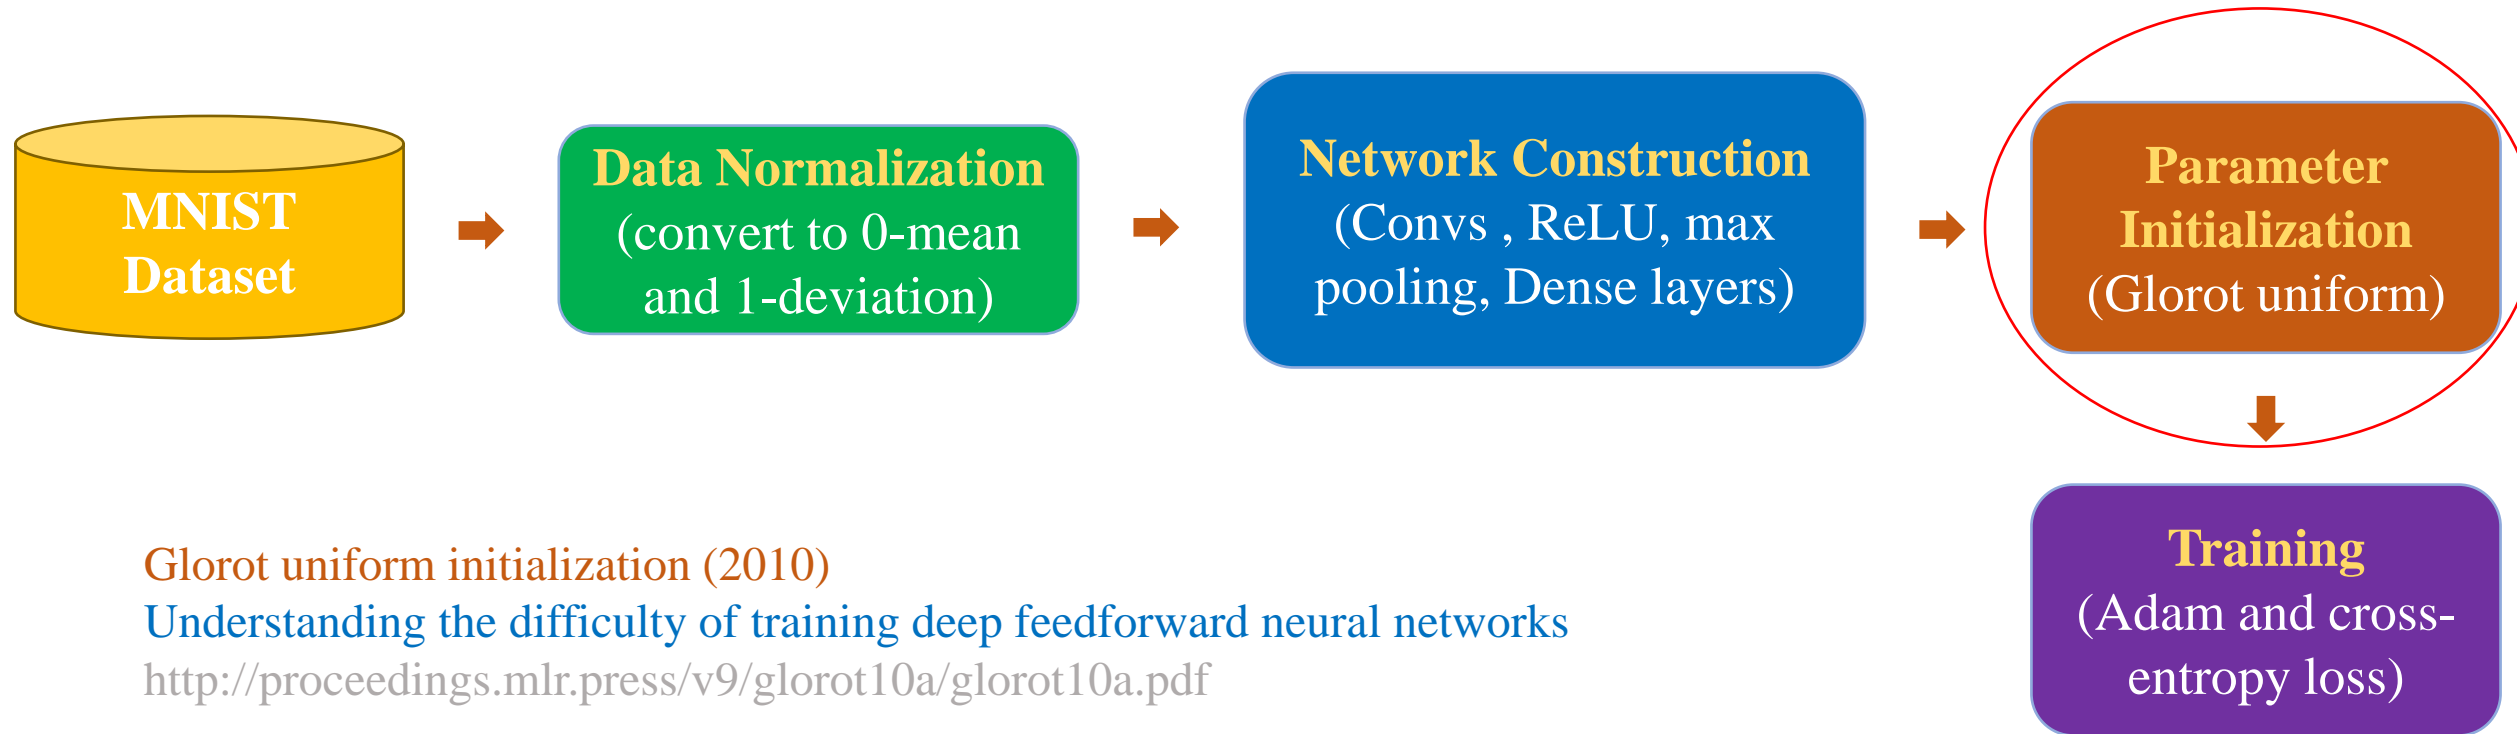 MNIST
Dataset
Data Normalization
(convert to 0-mean
and 1-deviation)
Network Construction
(Convs., ReLU, max
pooling, Dense layers)
Parameter
Initialization
(Glorot uniform)
Training
(Adam and cross-
entropy loss)
Glorot uniform initialization (2010)
Understanding the difficulty of training deep feedforward neural networks
http://proceedings.mlr.press/v9/glorot10a/glorot10a.pdf